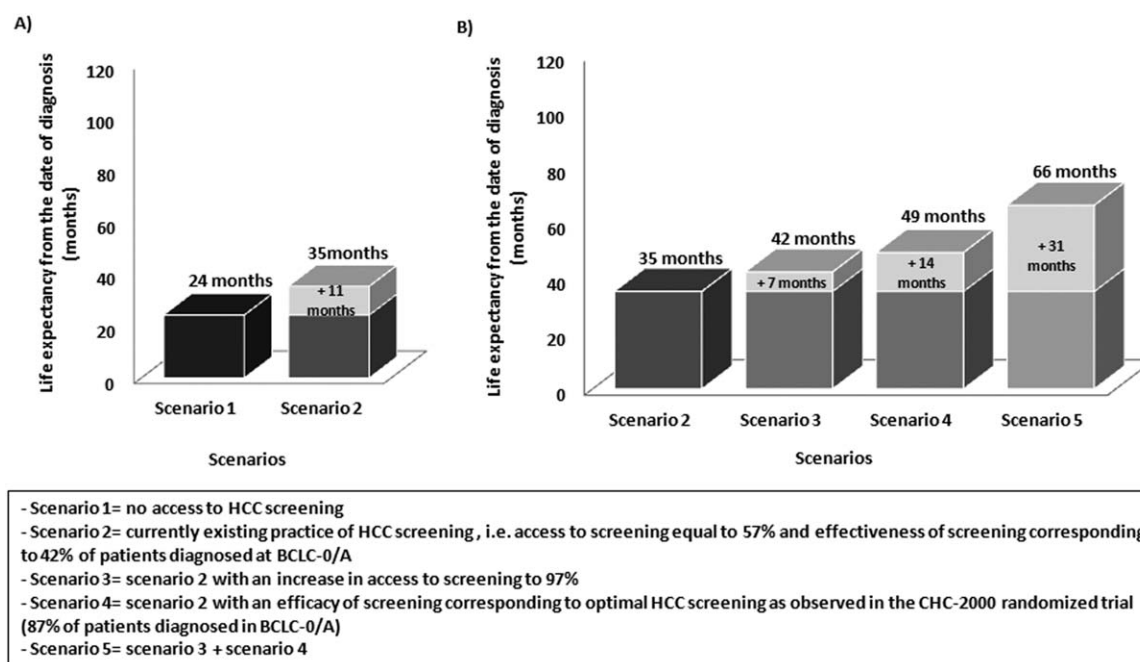 A)
Life expectancy from the date of diagnosis
(months)
120
100
80
60
40
20
0
24 months
35months
+ 11
months
Scenario 1
Scenario 2
Scenarios
B)
Life expectancy from the date of diagnosis
(months)
120
100
80
60
40
20
0
35 months
42 months
49 months
66 months
+ 7 months
+ 14
months
+ 31
months
Scenario 2
Scenario 3
Scenario 4
Scenario 5
Scenarios
- Scenario 1= no access to HCC screening
- Scenario 2= currently existing practice of HCC screening , i.e. access to screening equal to 57% and effectiveness of screening corresponding
to 42% of patients diagnosed at BCLC-0/A
- Scenario 3= scenario 2 with an increase in access to screening to 97%
- Scenario 4= scenario 2 with an efficacy of screening corresponding to optimal HCC screening as observed in the CHC-2000 randomized trial
(87% of patients diagnosed in BCLC-0/A)
- Scenario 5= scenario 3 + scenario 4